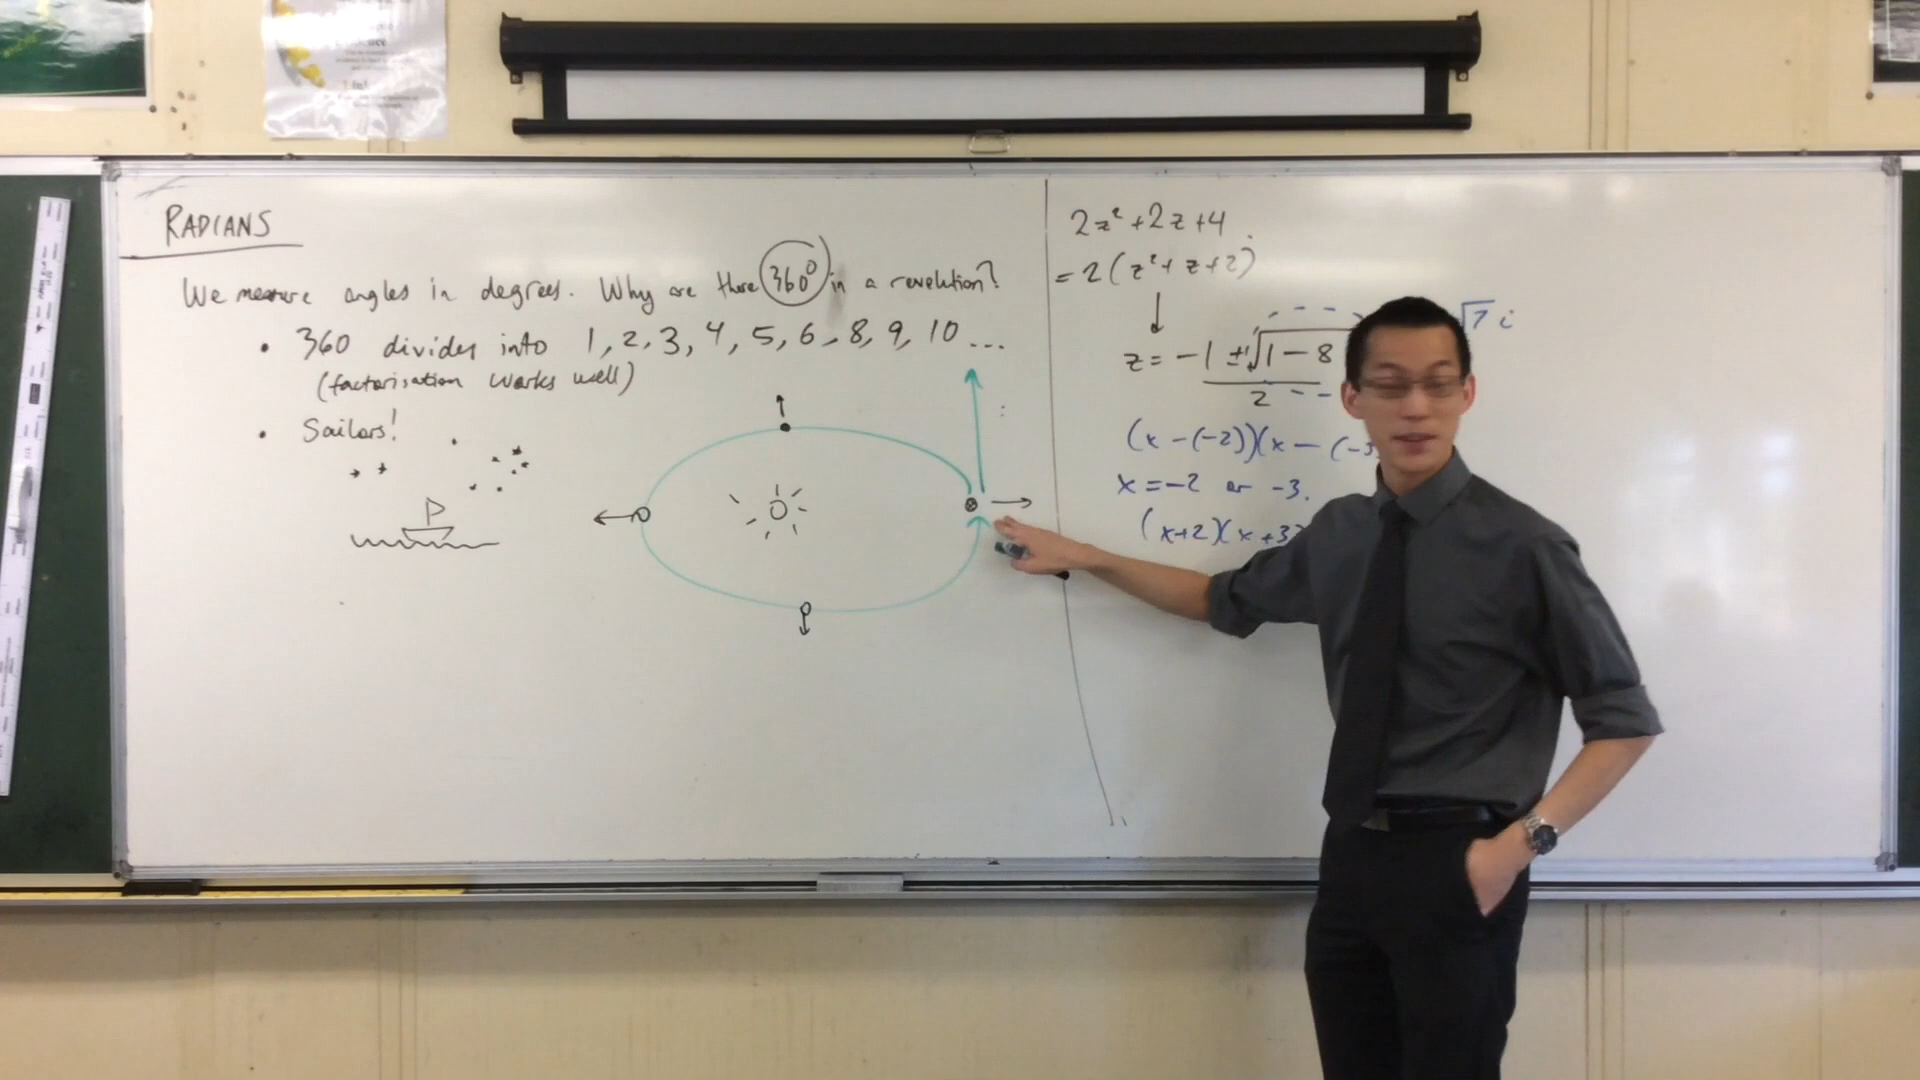 RADIANS
We measure angles in degrees. Why are there 360° in a revolution?
• 360 divides into 1, 2, 3, 4, 5, 6, 8, 9, 10 ...
(factorisation works well)
• Sailors!
2z² + 2z + 4
= 2(z² + z + 2)
z = -1 ± √1 - 8
2
√7 i
(x - (-2))(x - (-3
x = -2 or -3.
(x+2)(x+3)